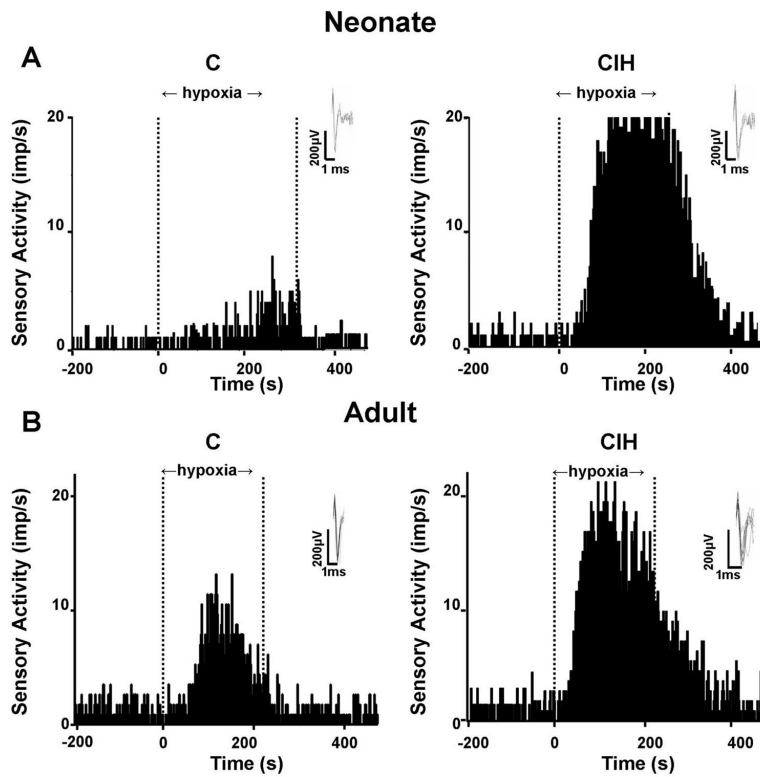 Neonate
A
C
CIH
← hypoxia →
← hypoxia →
20
10
0
Sensory Activity (imp/s)
200µV
1 ms
-200
0
200
400
Time (s)
20
10
0
Sensory Activity (imp/s)
200µV
1 ms
-200
0
200
400
Time (s)
Adult
B
C
CIH
←hypoxia→
←hypoxia→
20
10
0
Sensory Activity (imp/s)
200µV
1ms
-200
0
200
400
Time (s)
20
10
0
Sensory Activity (imp/s)
200µV
1ms
-200
0
200
400
Time (s)